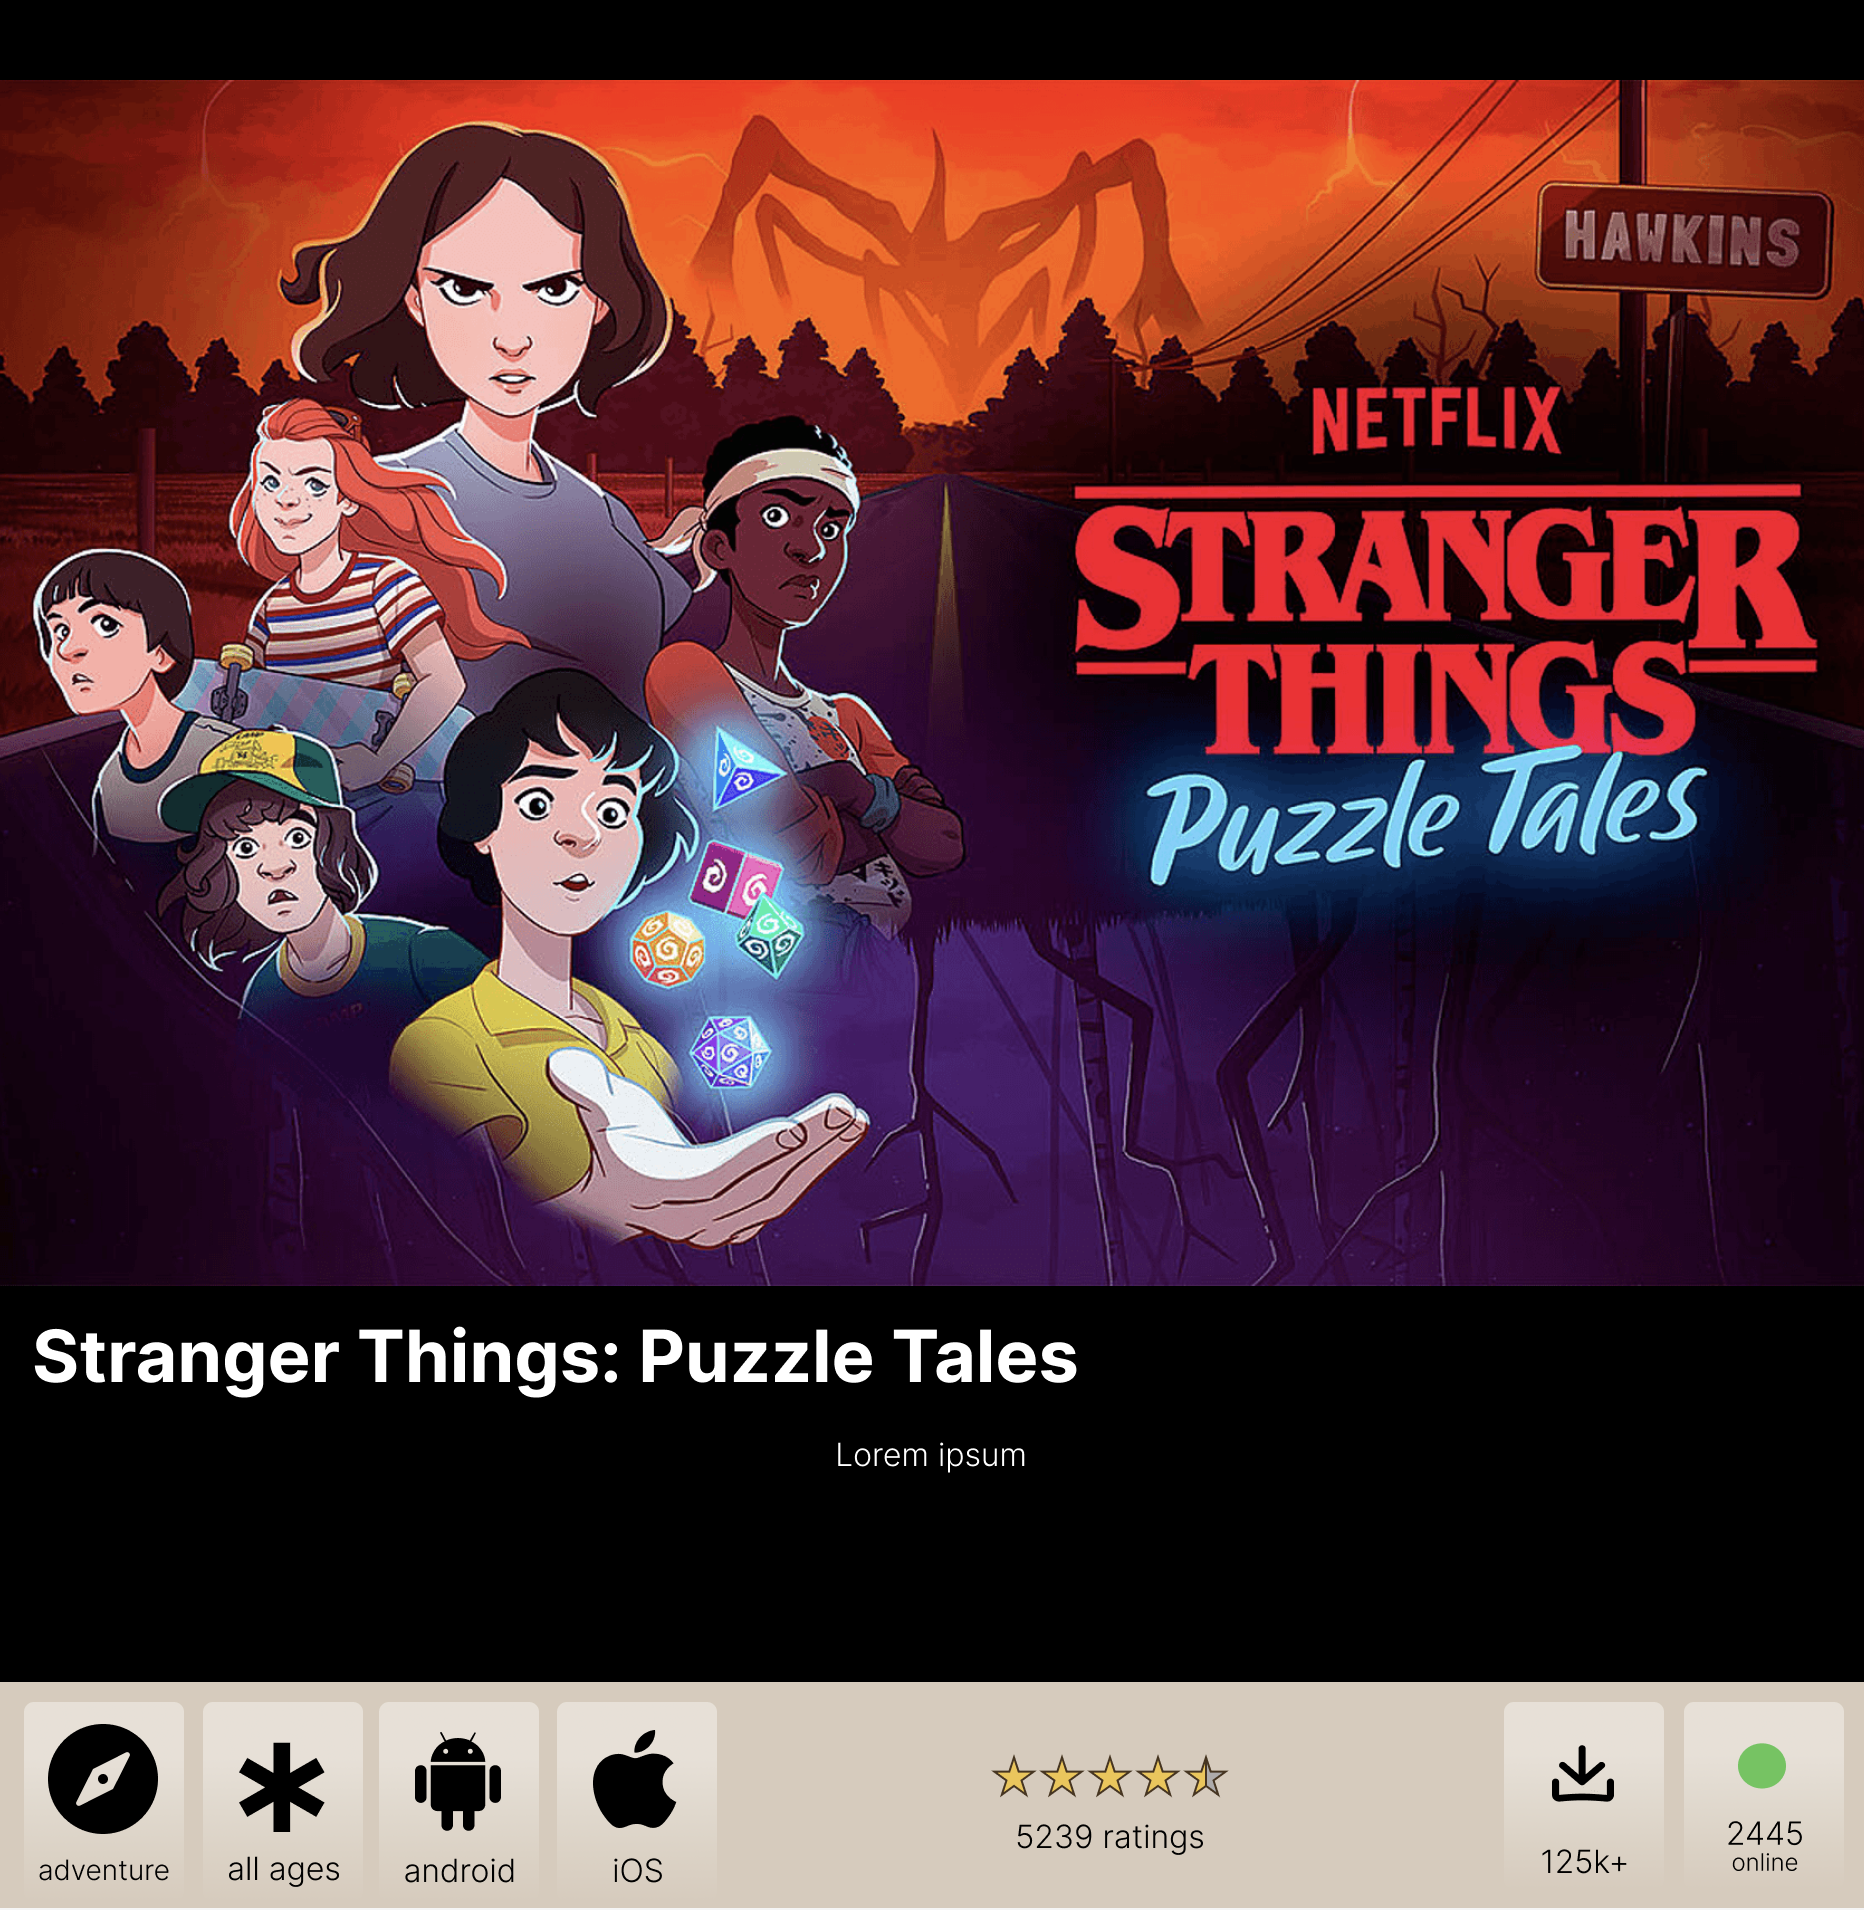 HAWKINS
NETFLIX
STRANGER
THINGS
Puzzle Tales
Stranger Things: Puzzle Tales
Lorem ipsum
adventure
all ages
android
iOS
5239 ratings
125k+
2445
online